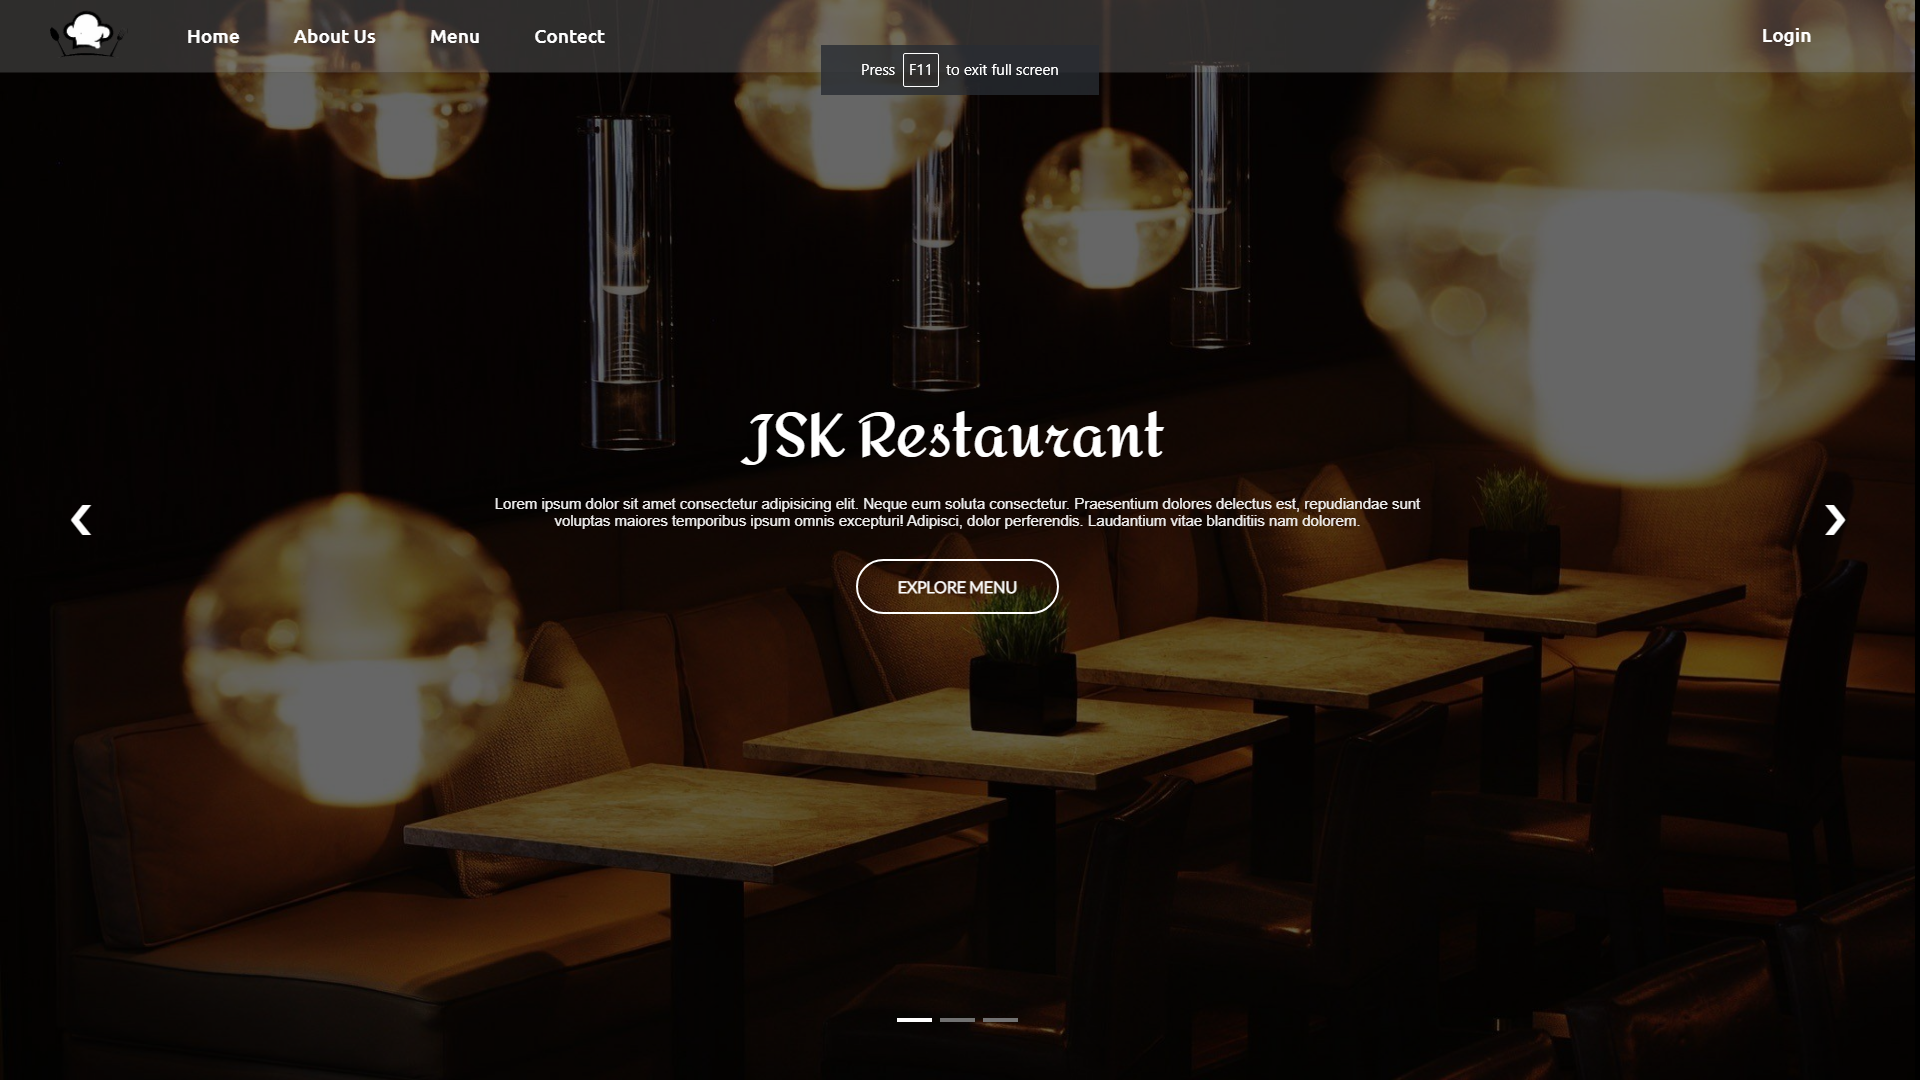 Home About Us Menu Contect Login
Press F11 to exit full screen
JSK Restaurant
Lorem ipsum dolor sit amet consectetur adipisicing elit. Neque eum soluta consectetur. Praesentium dolores delectus est, repudiandae sunt
voluptas maiores temporibus ipsum omnis excepturi! Adipisci, dolor perferendis. Laudantium vitae blanditiis nam dolorem.
EXPLORE MENU